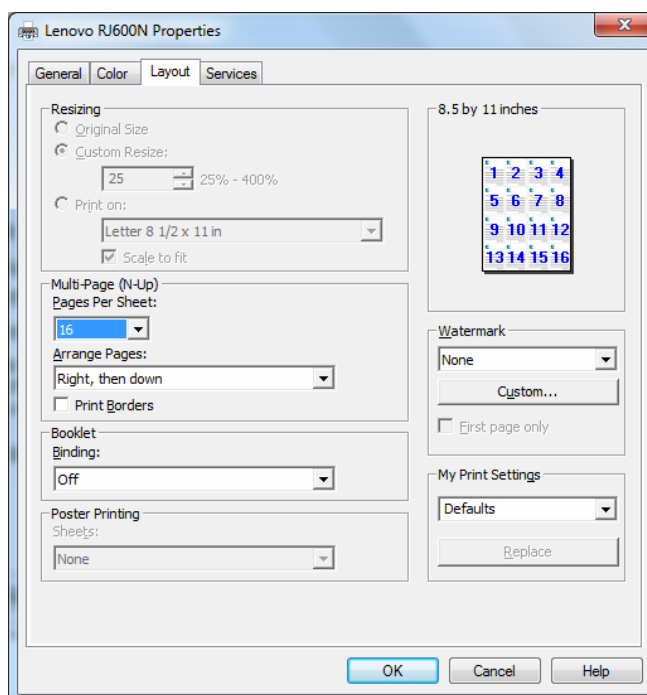 Lenovo RJ600N Properties
General
Color
Layout
Services
Resizing
Original Size
Custom Resize:
25
25% - 400%
Print on:
Letter 8 1/2 x 11 in
Scale to fit
Multi-Page (N-Up)
Pages Per Sheet:
16
Arrange Pages:
Right, then down
Print Borders
Booklet
Binding:
Off
Poster Printing
Sheets:
None
8.5 by 11 inches
1 2 3 4
5 6 7 8
9 10 11 12
13 14 15 16
Watermark
None
Custom...
First page only
My Print Settings
Defaults
Replace
OK
Cancel
Help